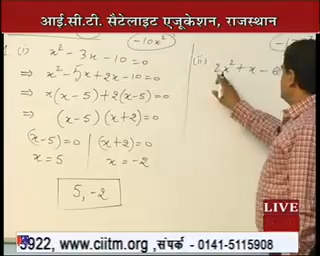 आई.सी.टी. सैटेलाइट एजूकेशन, राजस्थान
(i) x² - 3x - 10 = 0
-10x²
⇒ x² - 5x + 2x - 10 = 0
⇒ x(x-5) + 2(x-5) = 0
⇒ (x-5) (x+2) = 0
(x-5) = 0 | (x+2) = 0
x = 5 | x = -2
5, -2
(ii) 2x² + x -
LIVE
5922, www.ciitm.org ,संपर्क - 0141-5115908